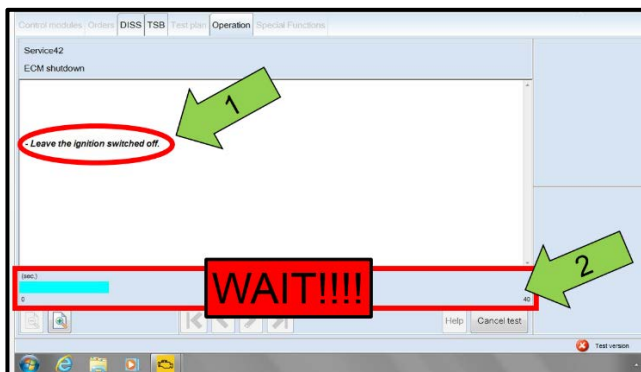 Control modules Orders DISS TSB Test plan Operation Special Functions
Service42
ECM shutdown
1
- Leave the ignition switched off.
2
(sec.)
WAIT!!!!
0 40
Help Cancel test
Test version